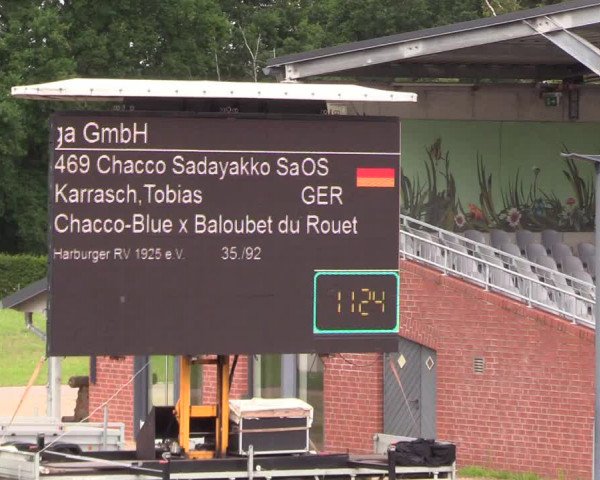 ga GmbH
469 Chacco Sadayakko SaOS
Karrasch,Tobias GER
Chacco-Blue x Baloubet du Rouet
Harburger RV 1925 e.V. 35./92
1124